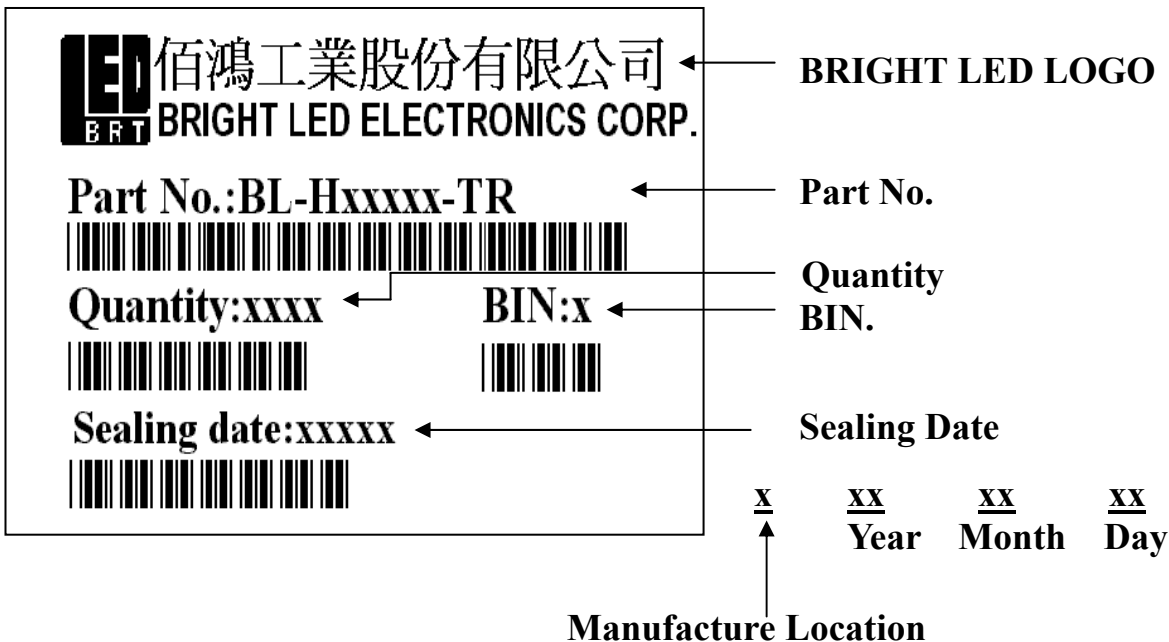 LED 佰鴻工業股份有限公司
BRT BRIGHT LED ELECTRONICS CORP.
BRIGHT LED LOGO
Part No.:BL-Hxxxxx-TR
Part No.
Quantity:xxxx
BIN:x
Quantity
BIN.
Sealing date:xxxxx
Sealing Date
x xx xx xx
Year Month Day
Manufacture Location